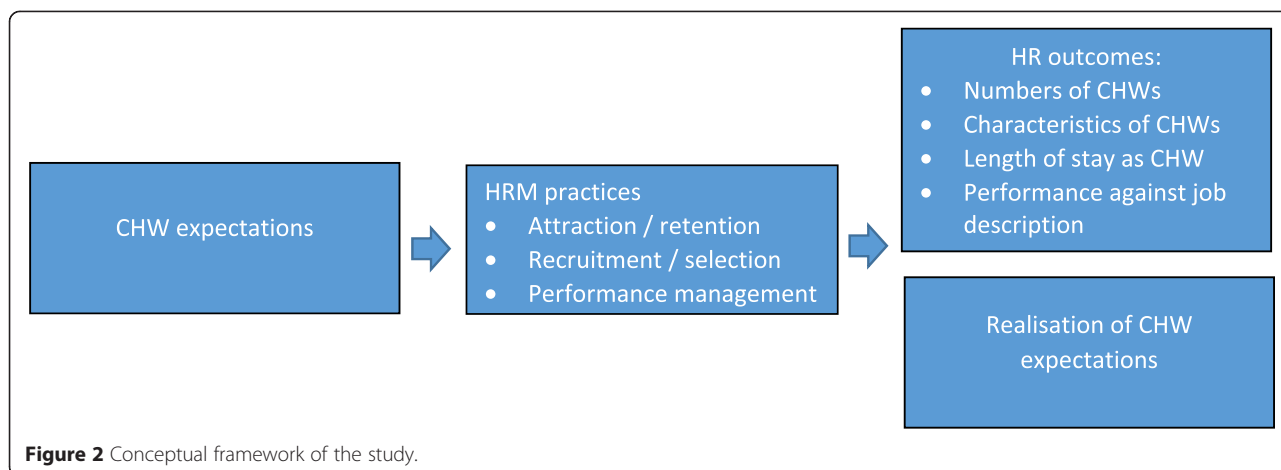 CHW expectations
HRM practices
• Attraction / retention
• Recruitment / selection
• Performance management
HR outcomes:
• Numbers of CHWs
• Characteristics of CHWs
• Length of stay as CHW
• Performance against job
description
Realisation of CHW
expectations
Figure 2 Conceptual framework of the study.